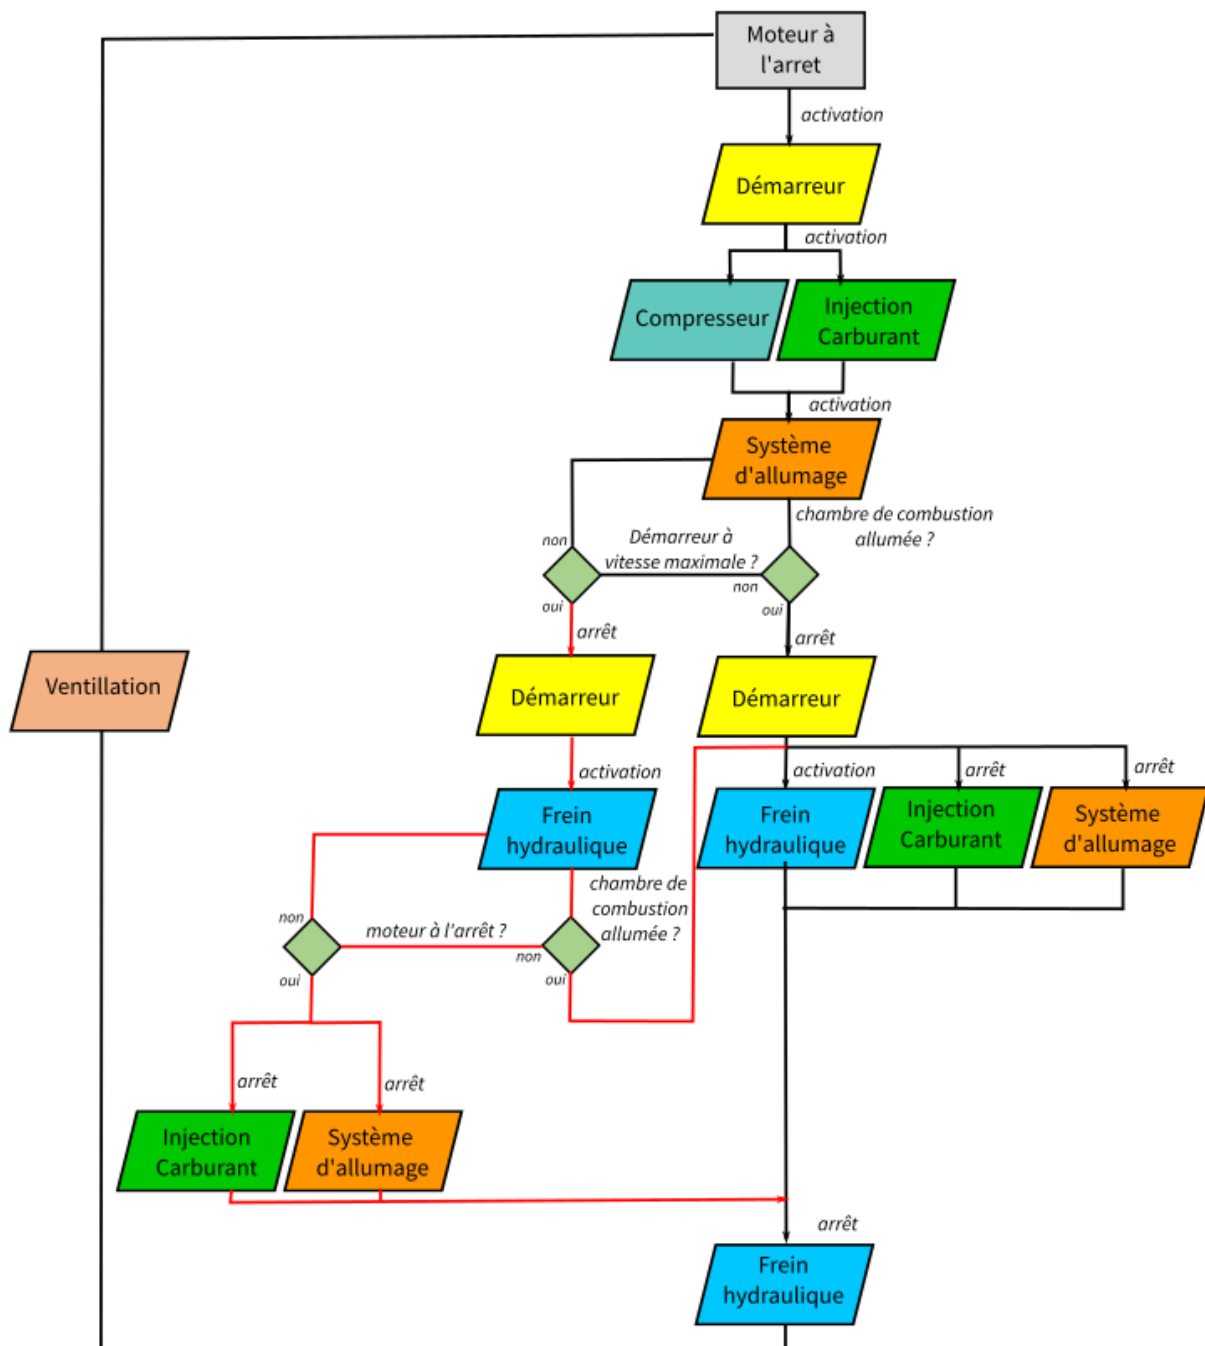 Moteur à
l'arret
activation
Démarreur
activation
Compresseur
Injection
Carburant
activation
Système
d'allumage
chambre de combustion
allumée ?
Démarreur à
vitesse maximale ?
non
non
oui
oui
arrêt
arrêt
Ventillation
Démarreur
Démarreur
activation
activation
arrêt
arrêt
Frein
hydraulique
Frein
hydraulique
Injection
Carburant
Système
d'allumage
chambre de
combustion
allumée ?
non
moteur à l'arrêt ?
non
oui
oui
arrêt
arrêt
Injection
Carburant
Système
d'allumage
arrêt
Frein
hydraulique